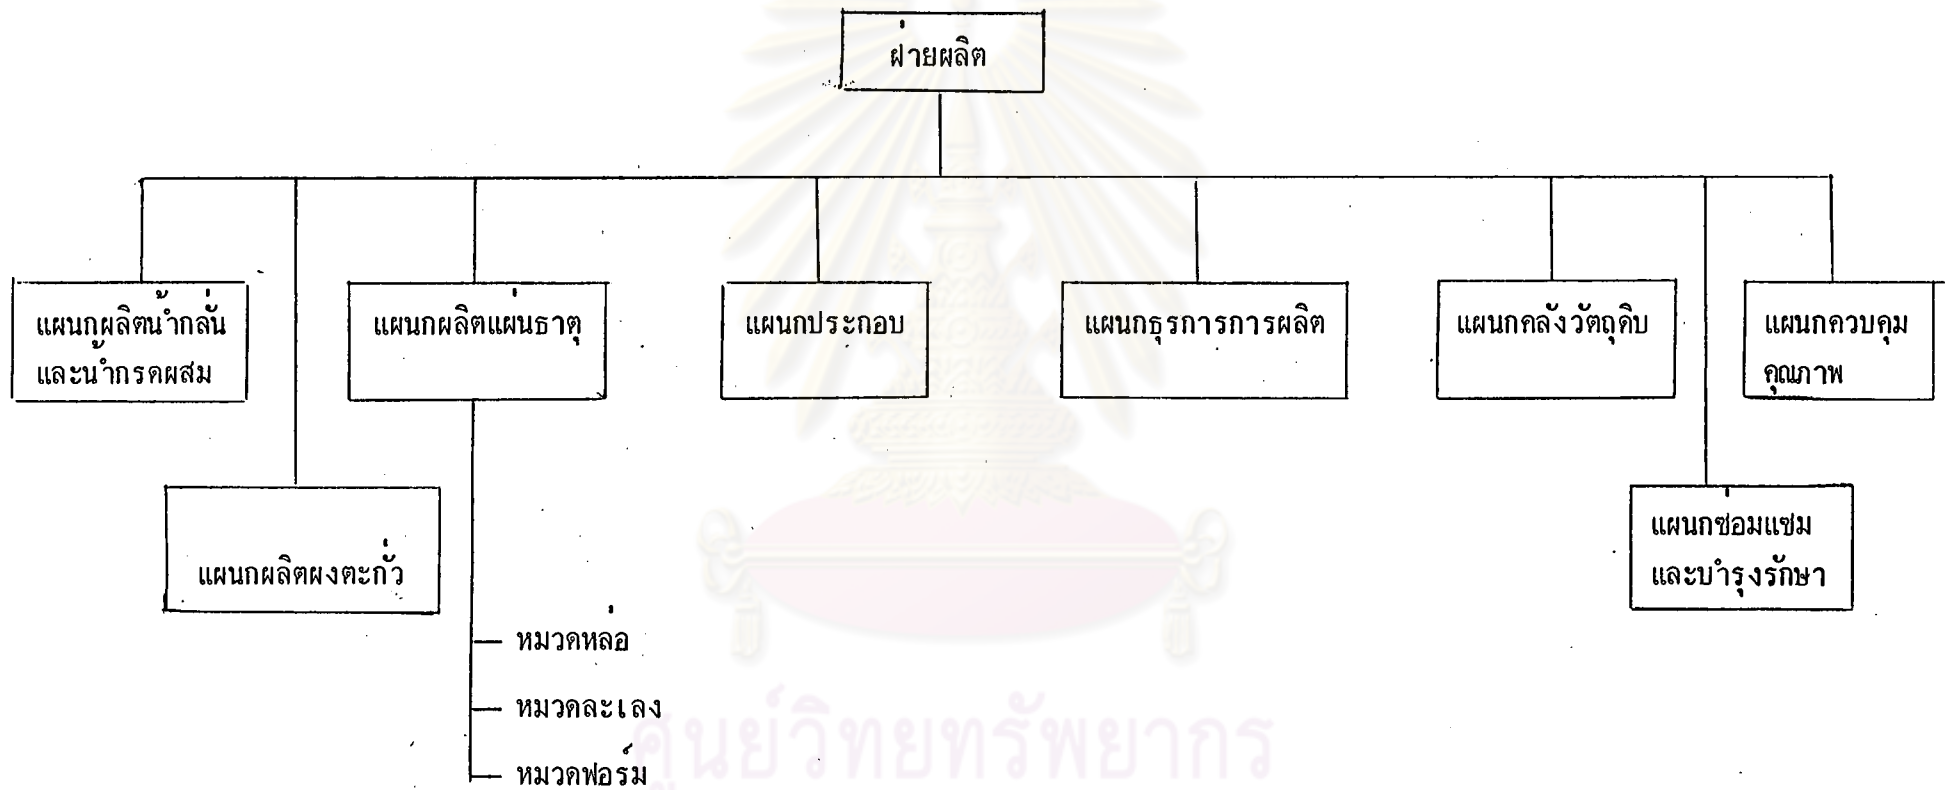 ฝ่ายผลิต
แผนกผลิตน้ำกลั่น
และน้ำกรดผสม
แผนกผลิตแผ่นธาตุ
แผนกประกอบ
แผนกธุรการการผลิต
แผนกคลังวัตถุดิบ
แผนกควบคุม
คุณภาพ
แผนกผลิตผงตะกั่ว
แผนกซ่อมแซม
และบำรุงรักษา
หมวดหล่อ
หมวดละเลง
หมวดฟอร์ม
ศูนย์วิทยทรัพยากร